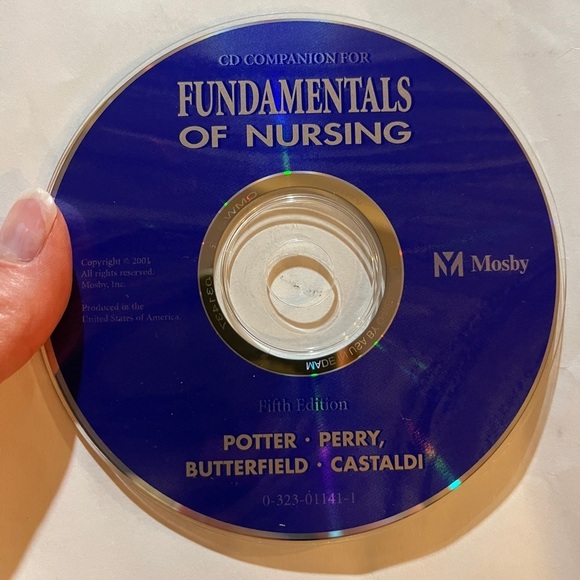 CD COMPANION FOR
FUNDAMENTALS
OF NURSING
Copyright © 2001
All rights reserved.
Mosby, Inc.
Produced in the
United States of America
Mosby
MADE
Fifth Edition
POTTER · PERRY,
BUTTERFIELD · CASTALDI
0-323-01141-1